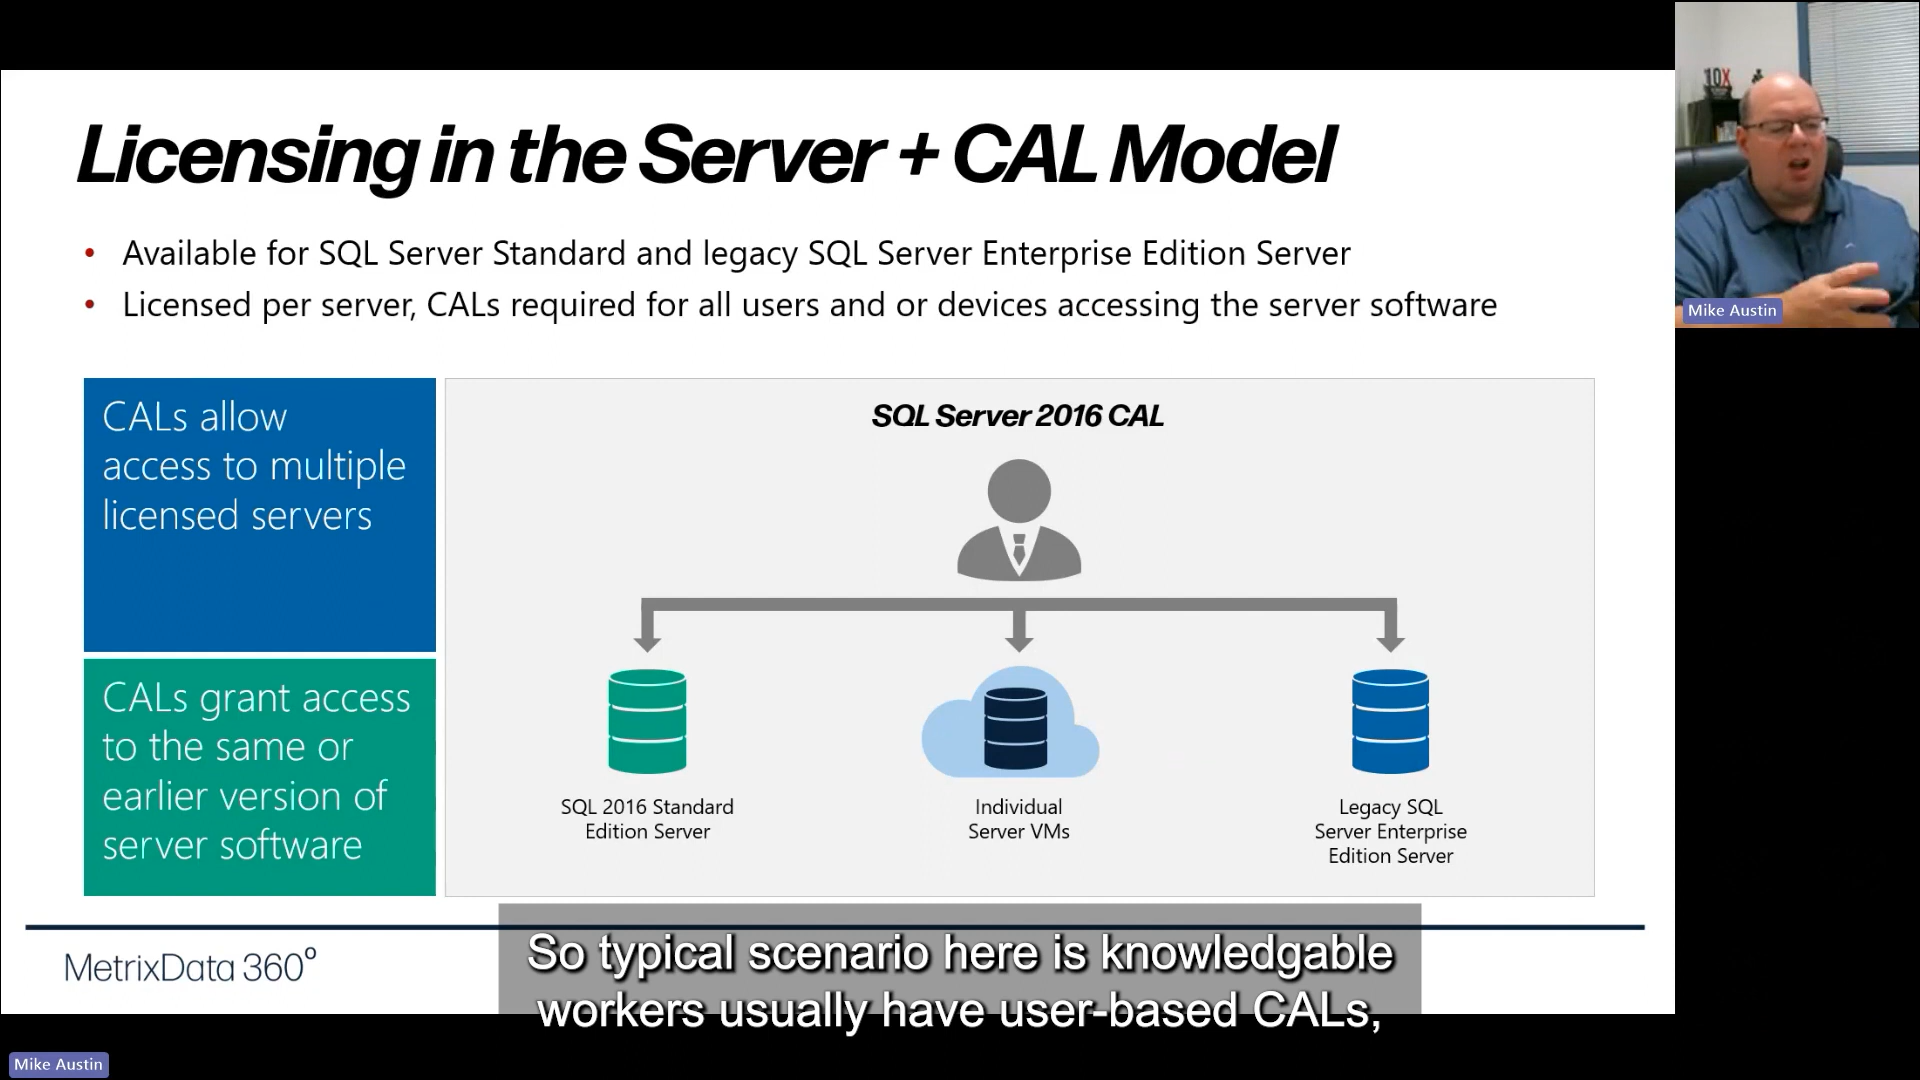 Licensing in the Server + CAL Model
• Available for SQL Server Standard and legacy SQL Server Enterprise Edition Server
• Licensed per server, CALs required for all users and or devices accessing the server software
CALs allow
access to multiple
licensed servers
CALs grant access
to the same or
earlier version of
server software
SQL Server 2016 CAL
SQL 2016 Standard
Edition Server
Individual
Server VMs
Legacy SQL
Server Enterprise
Edition Server
MetrixData 360°
So typical scenario here is knowledgable
workers usually have user-based CALs,
10X
Mike Austin
Mike Austin